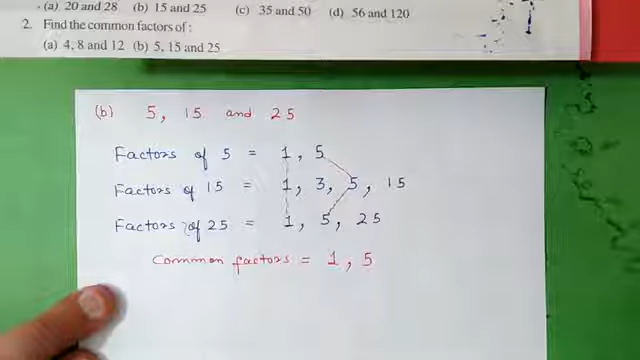 (a) 20 and 28 (b) 15 and 25 (c) 35 and 50 (d) 56 and 120
2. Find the common factors of :
(a) 4, 8 and 12 (b) 5, 15 and 25
(b) 5, 15 and 25
Factors of 5 = 1, 5
Factors of 15 = 1, 3, 5, 15
Factors of 25 = 1, 5, 25
Common factors = 1, 5